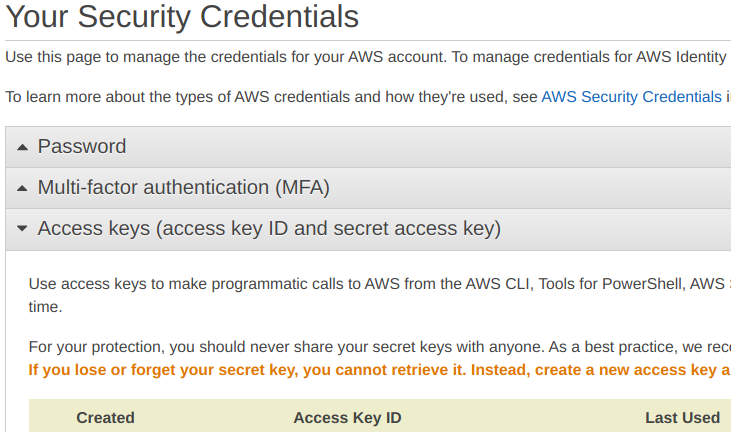 Your Security Credentials
Use this page to manage the credentials for your AWS account. To manage credentials for AWS Identity
To learn more about the types of AWS credentials and how they're used, see AWS Security Credentials
Password
Multi-factor authentication (MFA)
Access keys (access key ID and secret access key)
Use access keys to make programmatic calls to AWS from the AWS CLI, Tools for PowerShell, AWS
time.
For your protection, you should never share your secret keys with anyone. As a best practice, we
If you lose or forget your secret key, you cannot retrieve it. Instead, create a new access key
Created Access Key ID Last Used